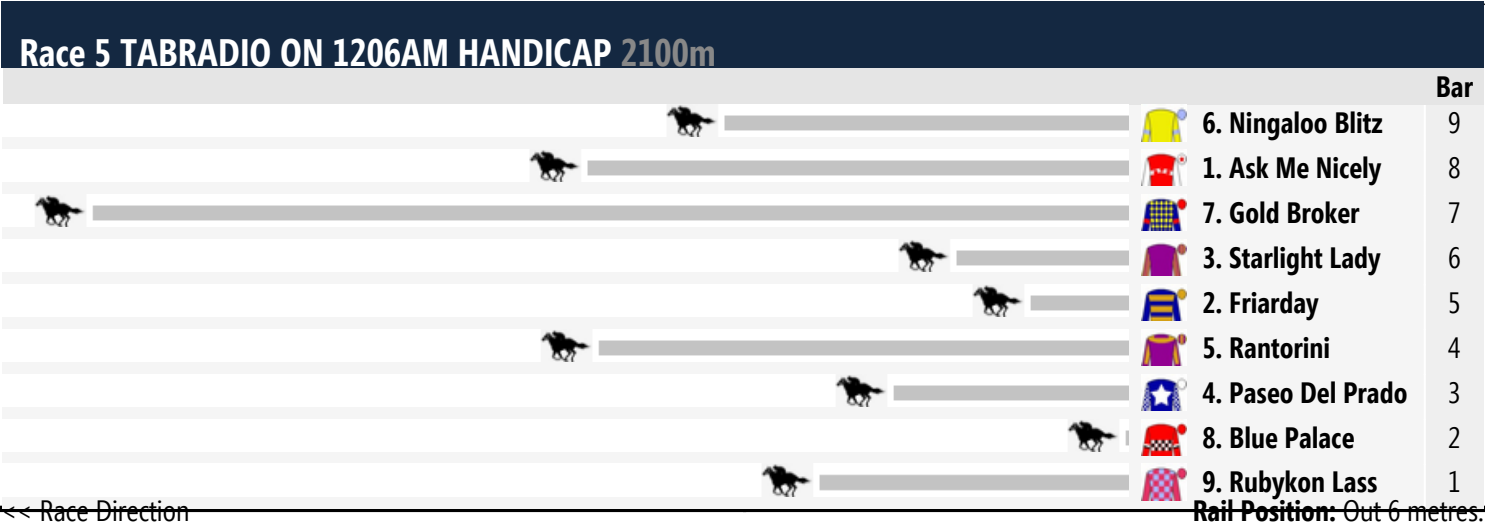 Race 5 TABRADIO ON 1206AM HANDICAP 2100m
Bar
6. Ningaloo Blitz 9
1. Ask Me Nicely 8
7. Gold Broker 7
3. Starlight Lady 6
2. Friarday 5
5. Rantorini 4
4. Paseo Del Prado 3
8. Blue Palace 2
9. Rubykon Lass 1
<< Race Direction Rail Position: Out 6 metres.